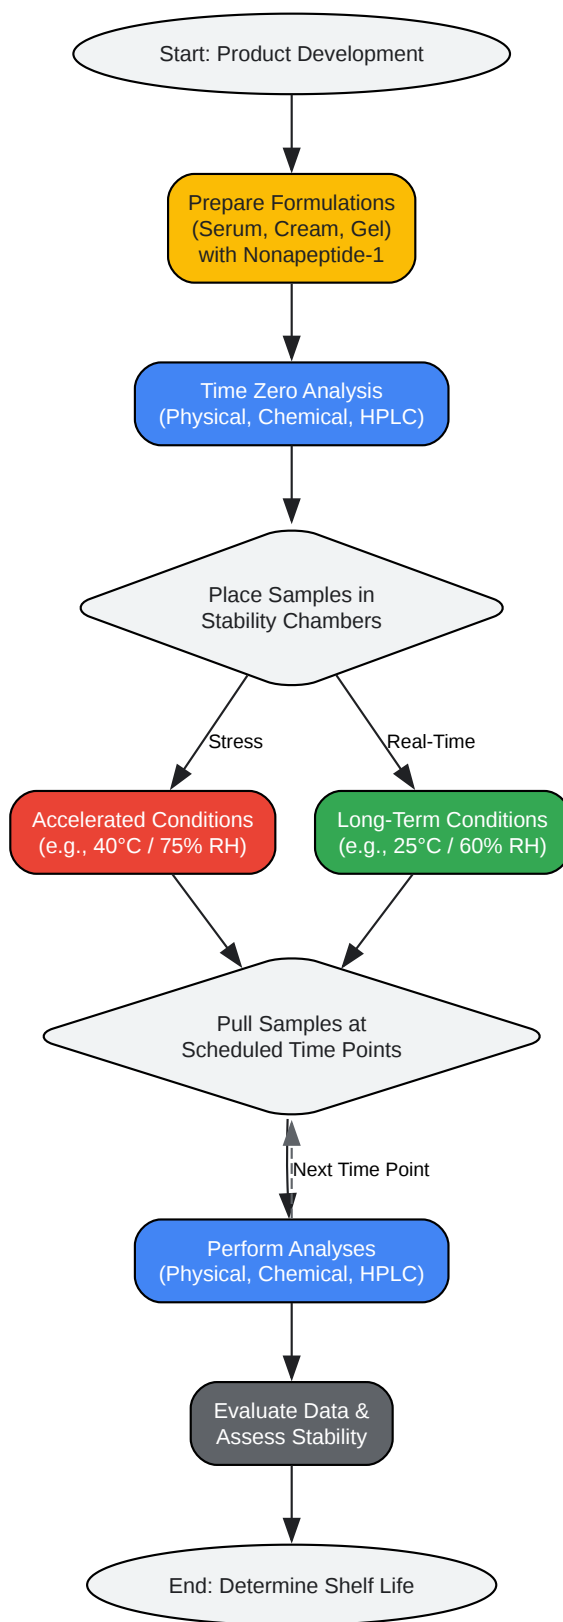 Start: Product Development
Prepare Formulations
(Serum, Cream, Gel)
with Nonapeptide-1
Time Zero Analysis
(Physical, Chemical, HPLC)
Place Samples in
Stability Chambers
Stress
Real-Time
Accelerated Conditions
(e.g., 40°C / 75% RH)
Long-Term Conditions
(e.g., 25°C / 60% RH)
Pull Samples at
Scheduled Time Points
Next Time Point
Perform Analyses
(Physical, Chemical, HPLC)
Evaluate Data &
Assess Stability
End: Determine Shelf Life